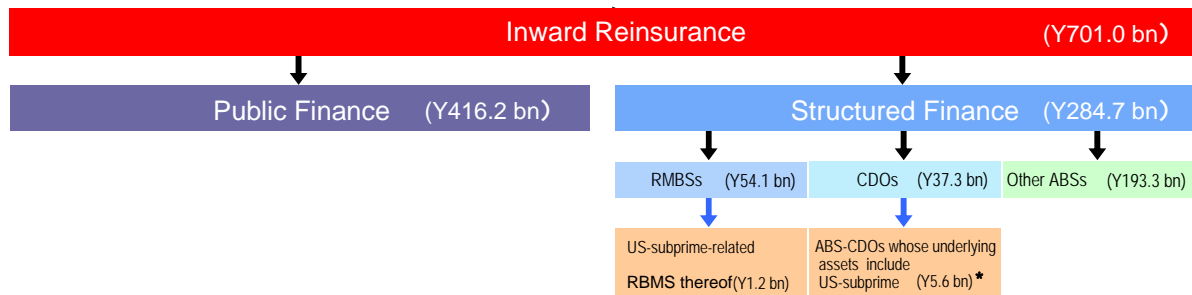 Inward Reinsurance (Y701.0 bn）
Public Finance (Y416.2 bn）
Structured Finance (Y284.7 bn）
RMBSs (Y54.1 bn)
CDOs (Y37.3 bn)
Other ABSs (Y193.3 bn)
US-subprime-related
RBMS thereof(Y1.2 bn)
ABS-CDOs whose underlying
assets include
US-subprime (Y5.6 bn) *